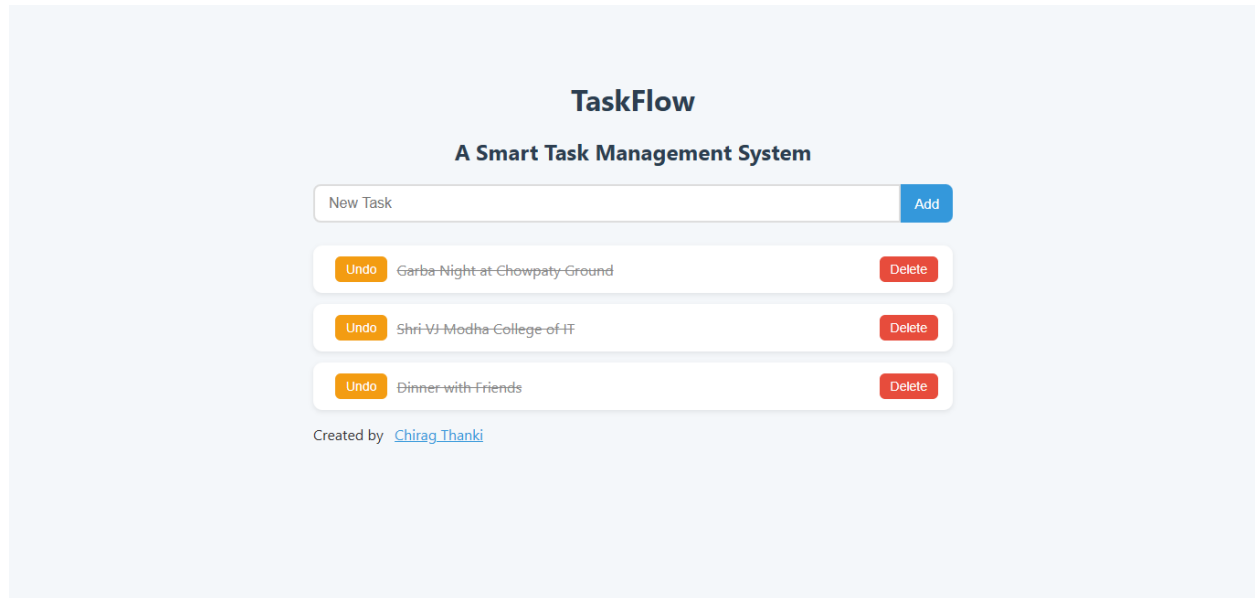 TaskFlow
A Smart Task Management System
New Task Add
Undo Garba Night at Chowpaty Ground Delete
Undo Shri VJ Modha College of IT Delete
Undo Dinner with Friends Delete
Created by Chirag Thanki